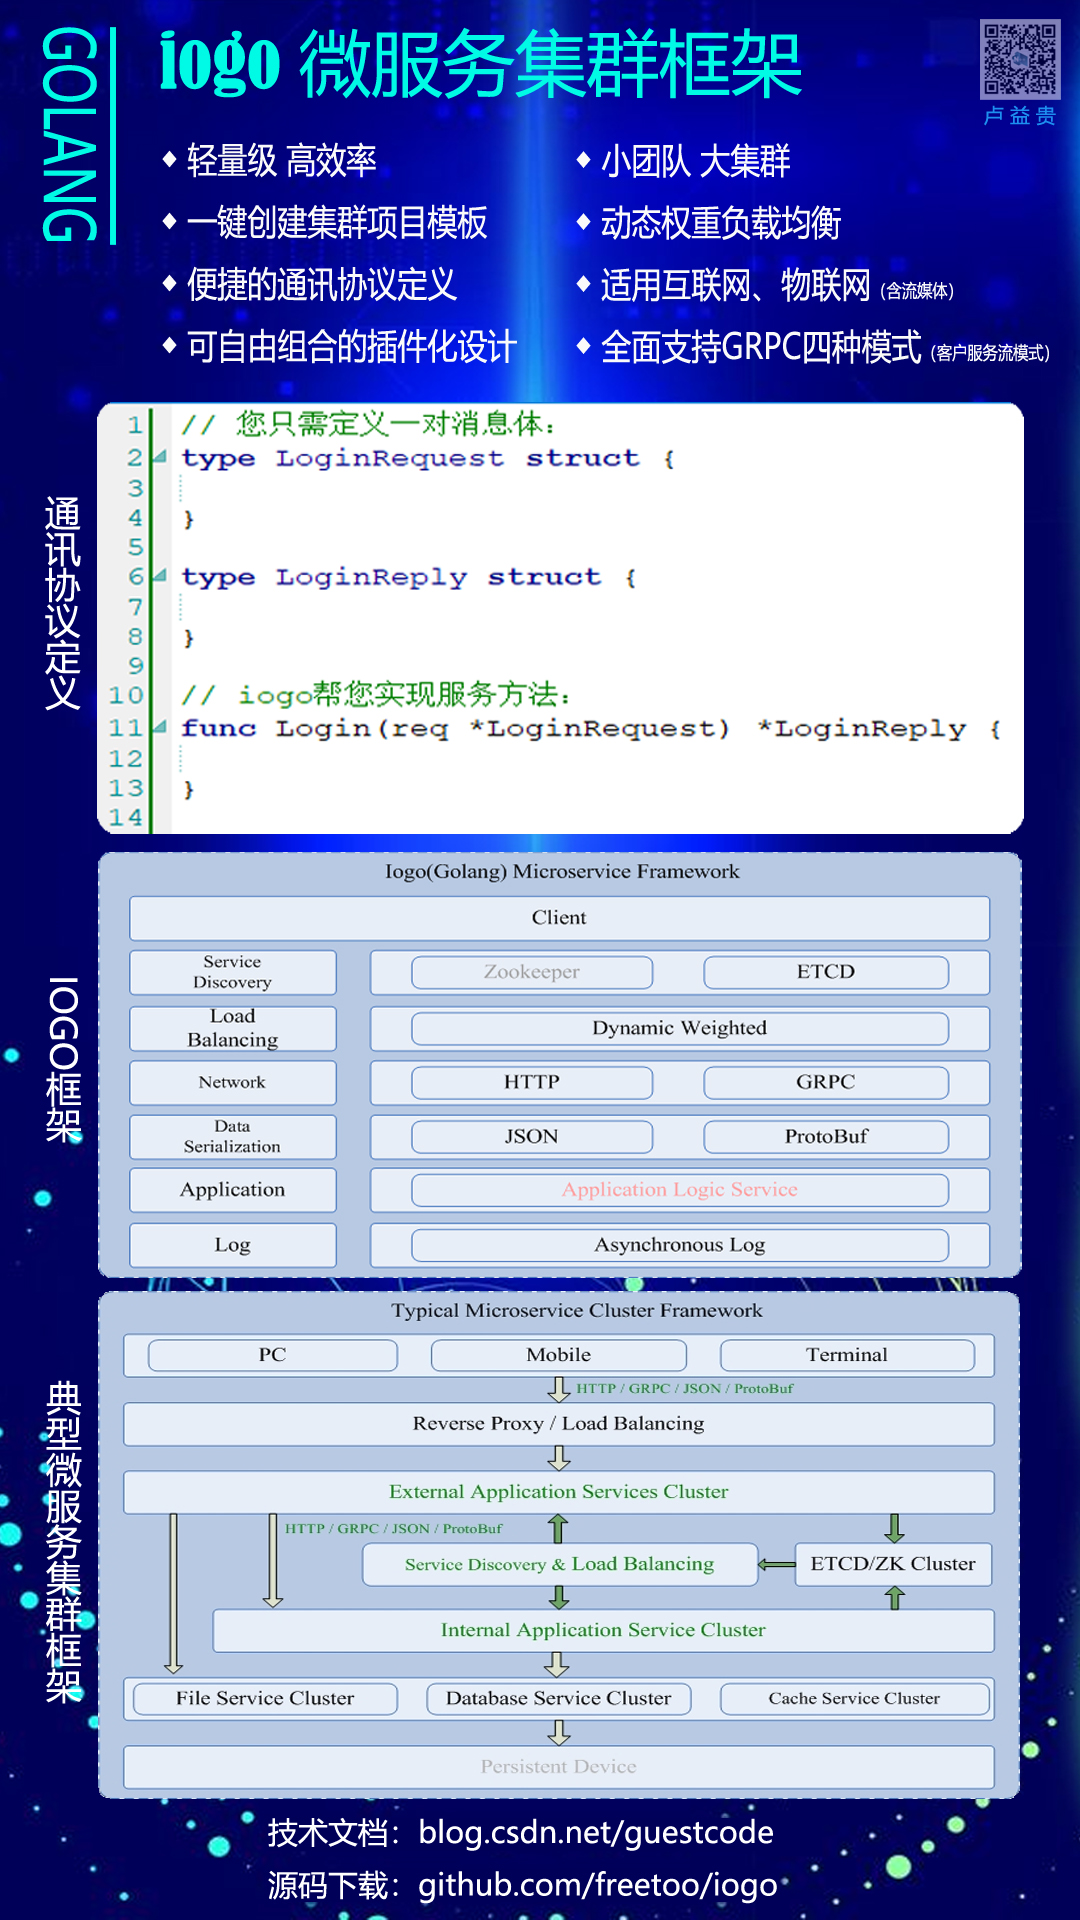 GOLANG
iogo 微服务集群框架
卢益贵
◆ 轻量级 高效率
◆ 小团队 大集群
◆ 一键创建集群项目模板
◆ 动态权重负载均衡
◆ 便捷的通讯协议定义
◆ 适用互联网、物联网 (含流媒体)
◆ 可自由组合的插件化设计
◆ 全面支持GRPC四种模式 (客户服务流模式)
通讯协议定义
1 // 您只需定义一对消息体:
2 type LoginRequest struct {
3
4 }
5
6 type LoginReply struct {
7
8 }
9
10 // iogo帮您实现服务方法:
11 func Login(req *LoginRequest) *LoginReply {
12
13 }
14
IOGO框架
Iogo(Golang) Microservice Framework
Client
Service
Discovery
Zookeeper
ETCD
Load
Balancing
Dynamic Weighted
Network
HTTP
GRPC
Data
Serialization
JSON
ProtoBuf
Application
Application Logic Service
Log
Asynchronous Log
典型微服务集群框架
Typical Microservice Cluster Framework
PC
Mobile
Terminal
HTTP / GRPC / JSON / ProtoBuf
Reverse Proxy / Load Balancing
External Application Services Cluster
HTTP / GRPC / JSON / ProtoBuf
Service Discovery & Load Balancing
ETCD/ZK Cluster
Internal Application Service Cluster
File Service Cluster
Database Service Cluster
Cache Service Cluster
Persistent Device
技术文档：blog.csdn.net/guestcode
源码下载：github.com/freetoo/iogo